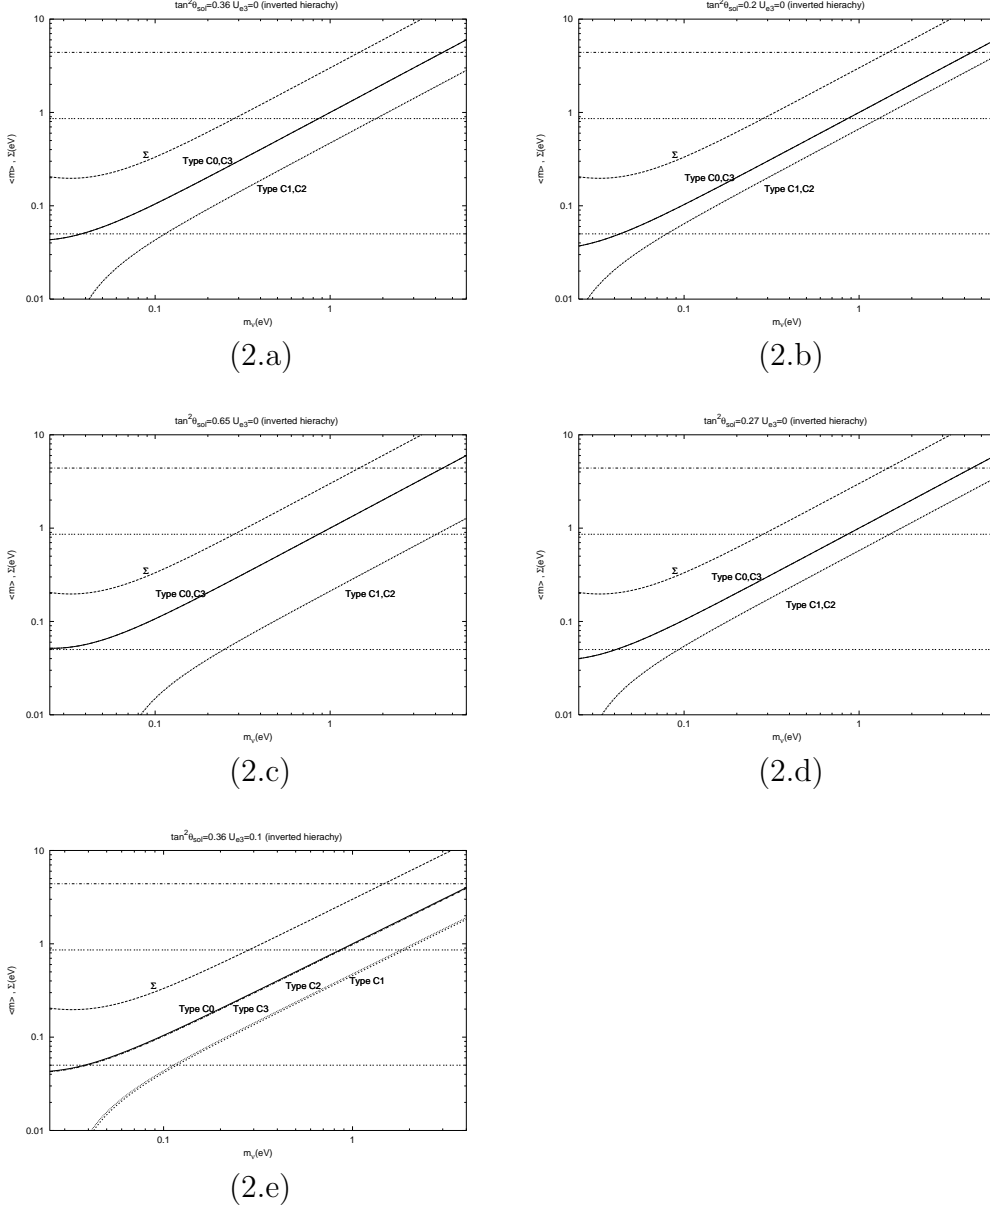 tan²θsol=0.36 Ue3=0 (inverted hierachy)
10
1
0.1
0.01
<m> , Σ(eV)
Σ
Type C0,C3
Type C1,C2
0.1
1
mν(eV)
(2.a)
tan²θsol=0.2 Ue3=0 (inverted hierachy)
10
1
0.1
0.01
<m> , Σ(eV)
Σ
Type C0,C3
Type C1,C2
0.1
1
mν(eV)
(2.b)
tan²θsol=0.65 Ue3=0 (inverted hierachy)
10
1
0.1
0.01
<m> , Σ(eV)
Σ
Type C0,C3
Type C1,C2
0.1
1
mν(eV)
(2.c)
tan²θsol=0.27 Ue3=0 (inverted hierachy)
10
1
0.1
0.01
<m> , Σ(eV)
Σ
Type C0,C3
Type C1,C2
0.1
1
mν(eV)
(2.d)
tan²θsol=0.36 Ue3=0.1 (inverted hierachy)
10
1
0.1
0.01
<m> , Σ(eV)
Σ
Type C0
Type C3
Type C2
Type C1
0.1
1
mν(eV)
(2.e)